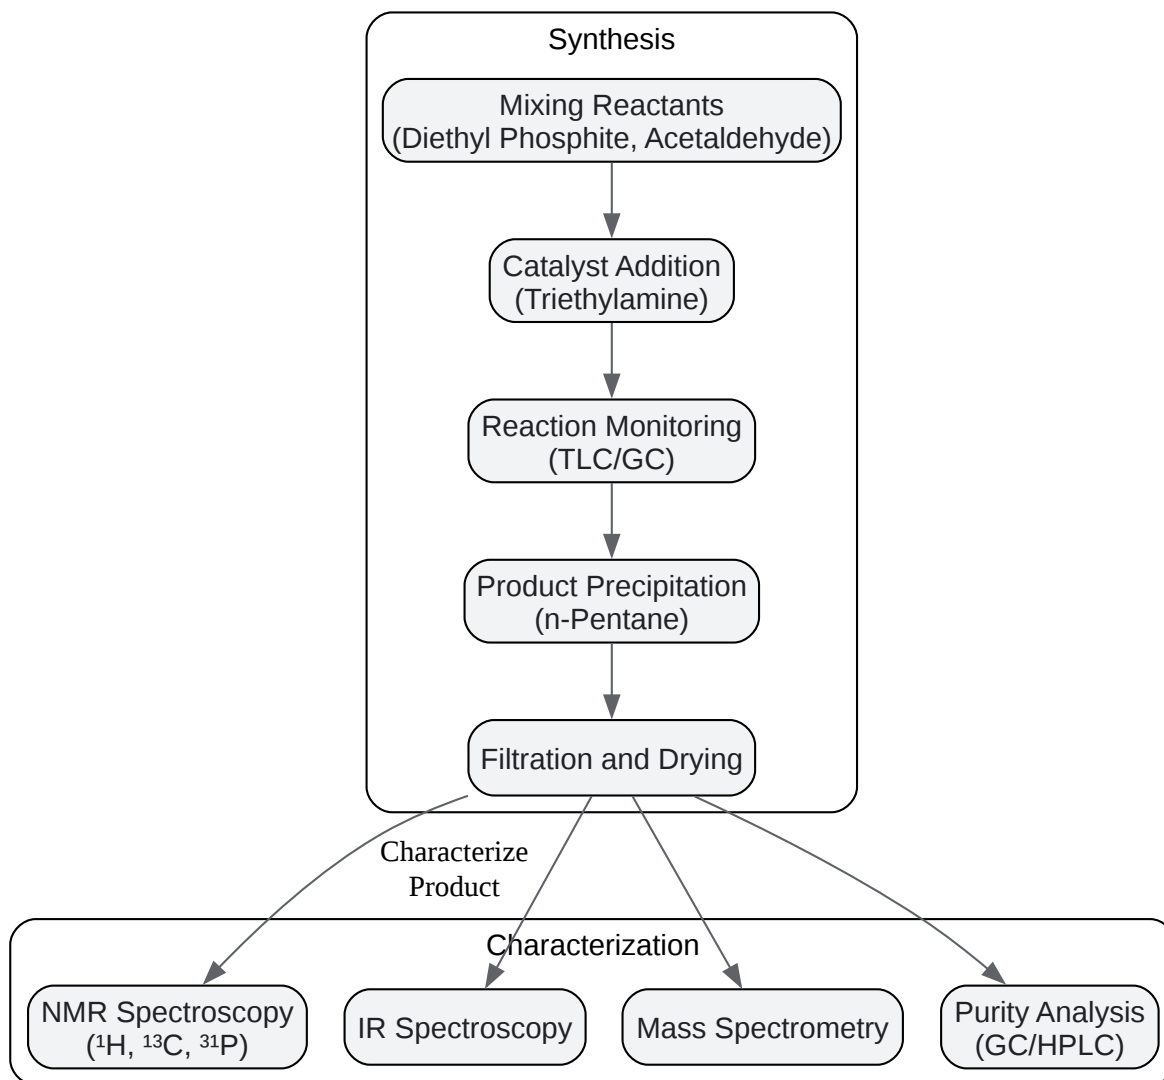 Synthesis
Mixing Reactants
(Diethyl Phosphite, Acetaldehyde)
Catalyst Addition
(Triethylamine)
Reaction Monitoring
(TLC/GC)
Product Precipitation
(n-Pentane)
Filtration and Drying
Characterize
Product
Characterization
NMR Spectroscopy
(¹H, ¹³C, ³¹P)
IR Spectroscopy
Mass Spectrometry
Purity Analysis
(GC/HPLC)